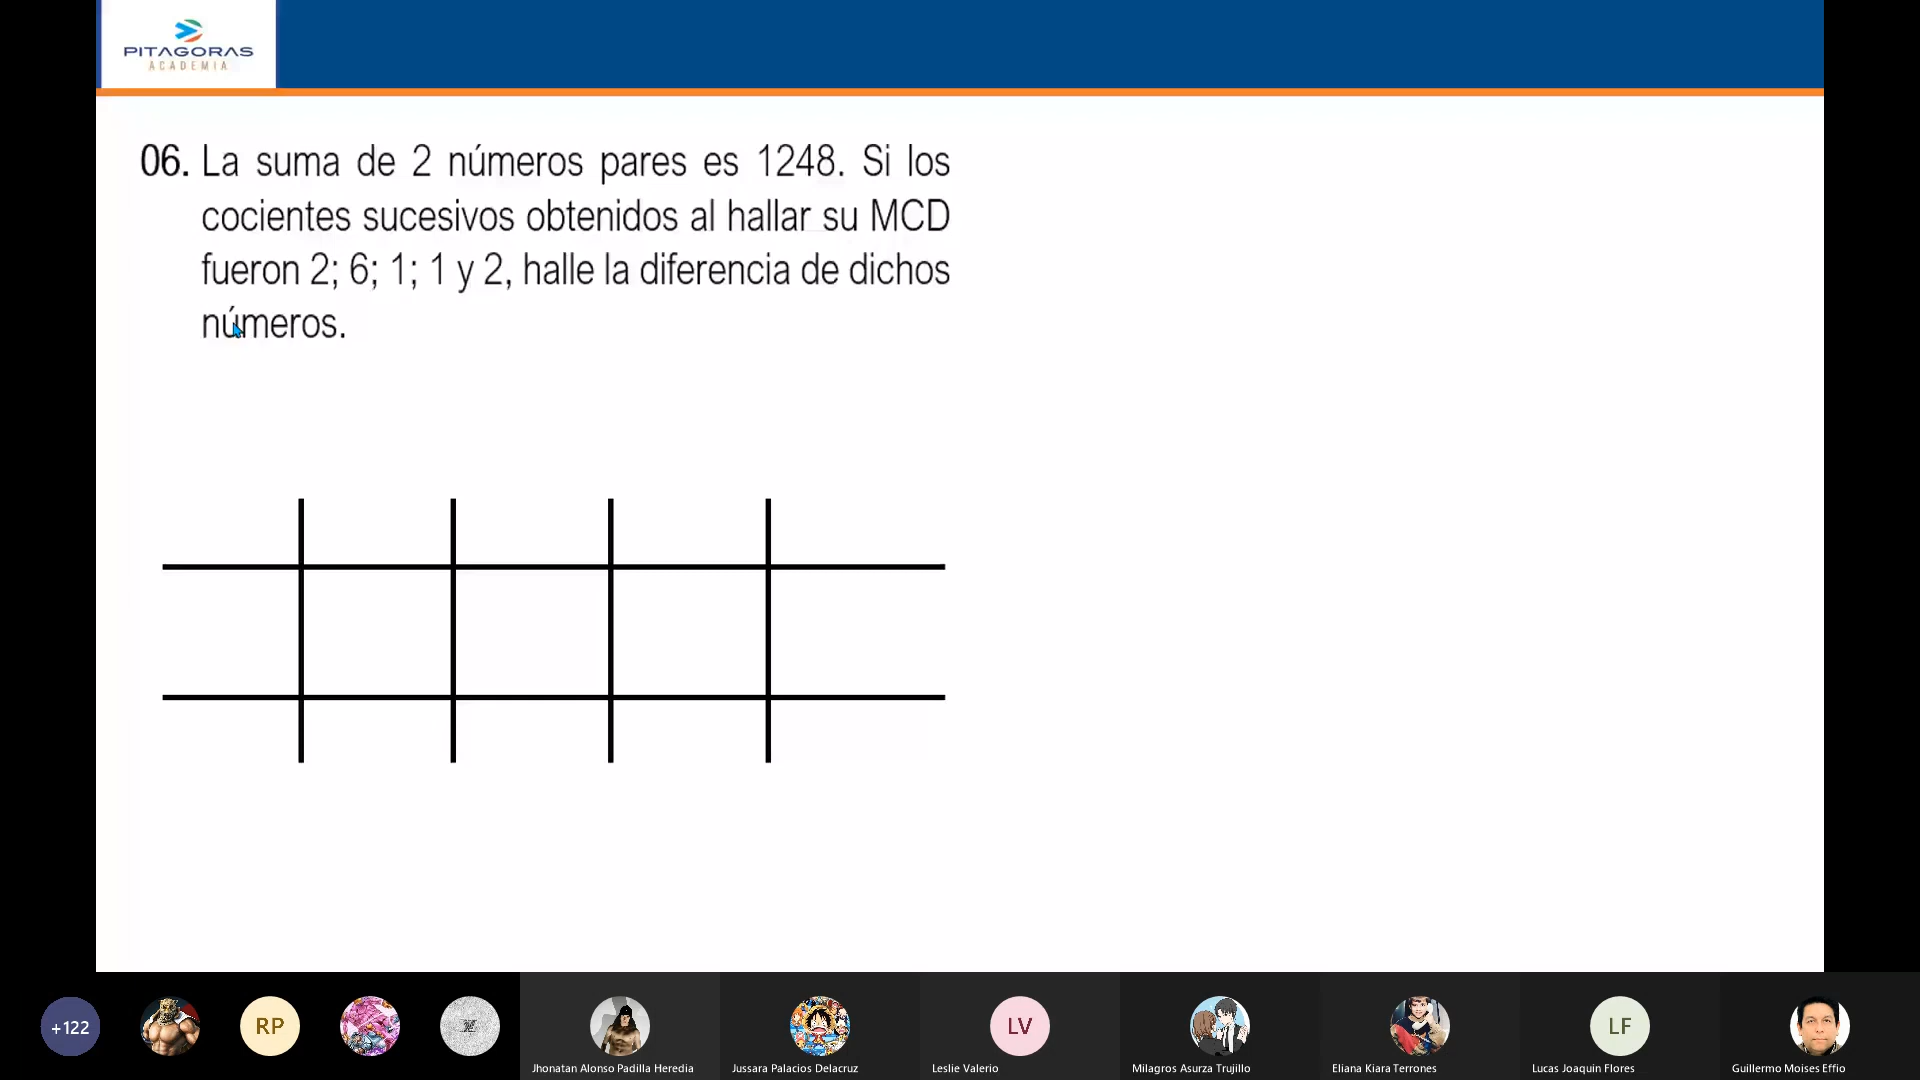 PITAGORAS
ACADEMIA
06. La suma de 2 números pares es 1248. Si los
cocientes sucesivos obtenidos al hallar su MCD
fueron 2; 6; 1; 1 y 2, halle la diferencia de dichos
números.
+122
RP
LV
LF
Jhonatan Alonso Padilla Heredia
Jussara Palacios Delacruz
Leslie Valerio
Milagros Asurza Trujillo
Eliana Kiara Terrones
Lucas Joaquin Flores
Guillermo Moises Effio